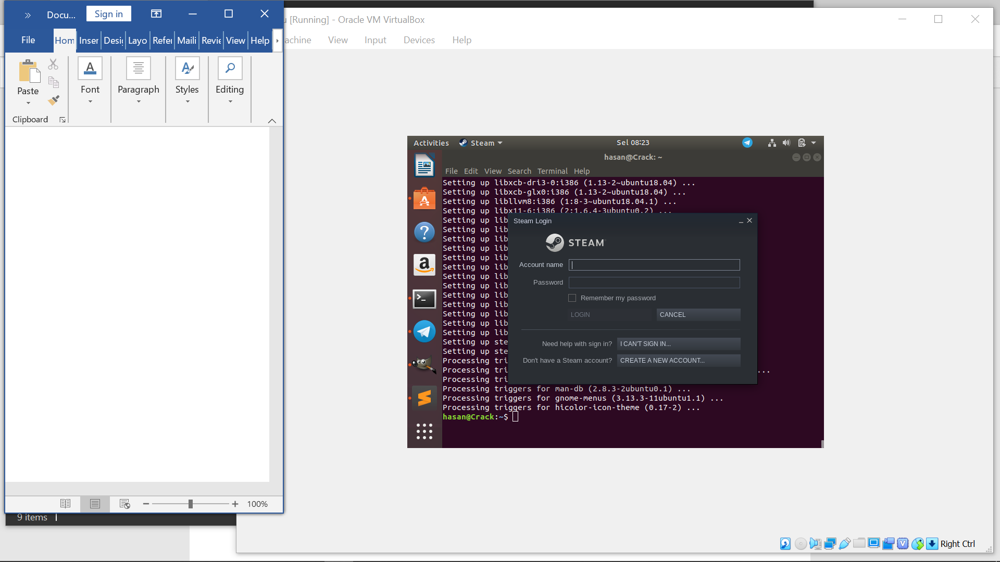 Docu...
Sign in
File
Hom
Inser
Desig
Layo
Refer
Maili
Revie
View
Help
Paste
Font
Paragraph
Styles
Editing
Clipboard
100%
9 items
u [Running] - Oracle VM VirtualBox
achine View Input Devices Help
Activities Steam Sel 08:23
hasan@Crack: ~
File Edit View Search Terminal Help
Setting up libxcb-dri3-0:i386 (1.13-2~ubuntu18.04) ...
Setting up libxcb-glx0:i386 (1.13-2~ubuntu18.04) ...
Setting up libllvm8:i386 (1:8-3~ubuntu18.04.1) ...
Setting up libx11-6:i386 (2:1.6.4-3ubuntu0.2) ...
Setting up lib
Setting up lib
Setting up lib
Setting up lib
Setting up lib
Setting up lib
Setting up lib
Setting up lib
Setting up lib
Setting up lib
Setting up lib
Setting up lib
Setting up lib
Setting up ste
Setting up ste
Processing tri
Processing tri ...
Processing tri
Processing triggers for man-db (2.8.3-2ubuntu0.1) ...
Processing triggers for gnome-menus (3.13.3-11ubuntu1.1) ...
Processing triggers for hicolor-icon-theme (0.17-2) ...
hasan@Crack:~$
Steam Login
STEAM
Account name
Password
Remember my password
LOGIN
CANCEL
Need help with sign in? I CAN'T SIGN IN...
Don't have a Steam account? CREATE A NEW ACCOUNT...
Right Ctrl